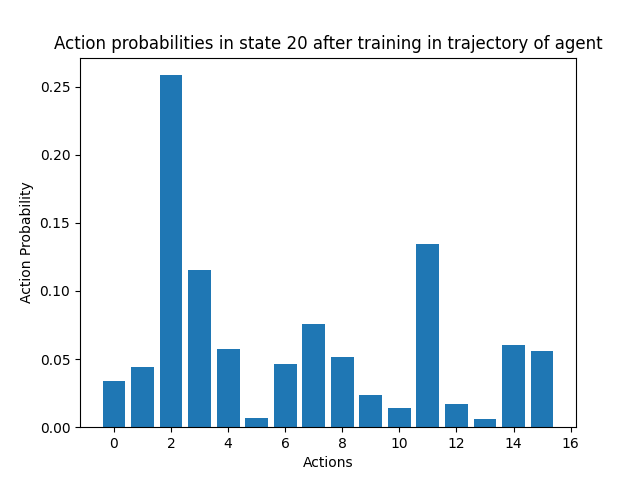 Action probabilities in state 20 after training in trajectory of agent
0.25
0.20
0.15
0.10
0.05
0.00
Action Probability
0 2 4 6 8 10 12 14 16
Actions